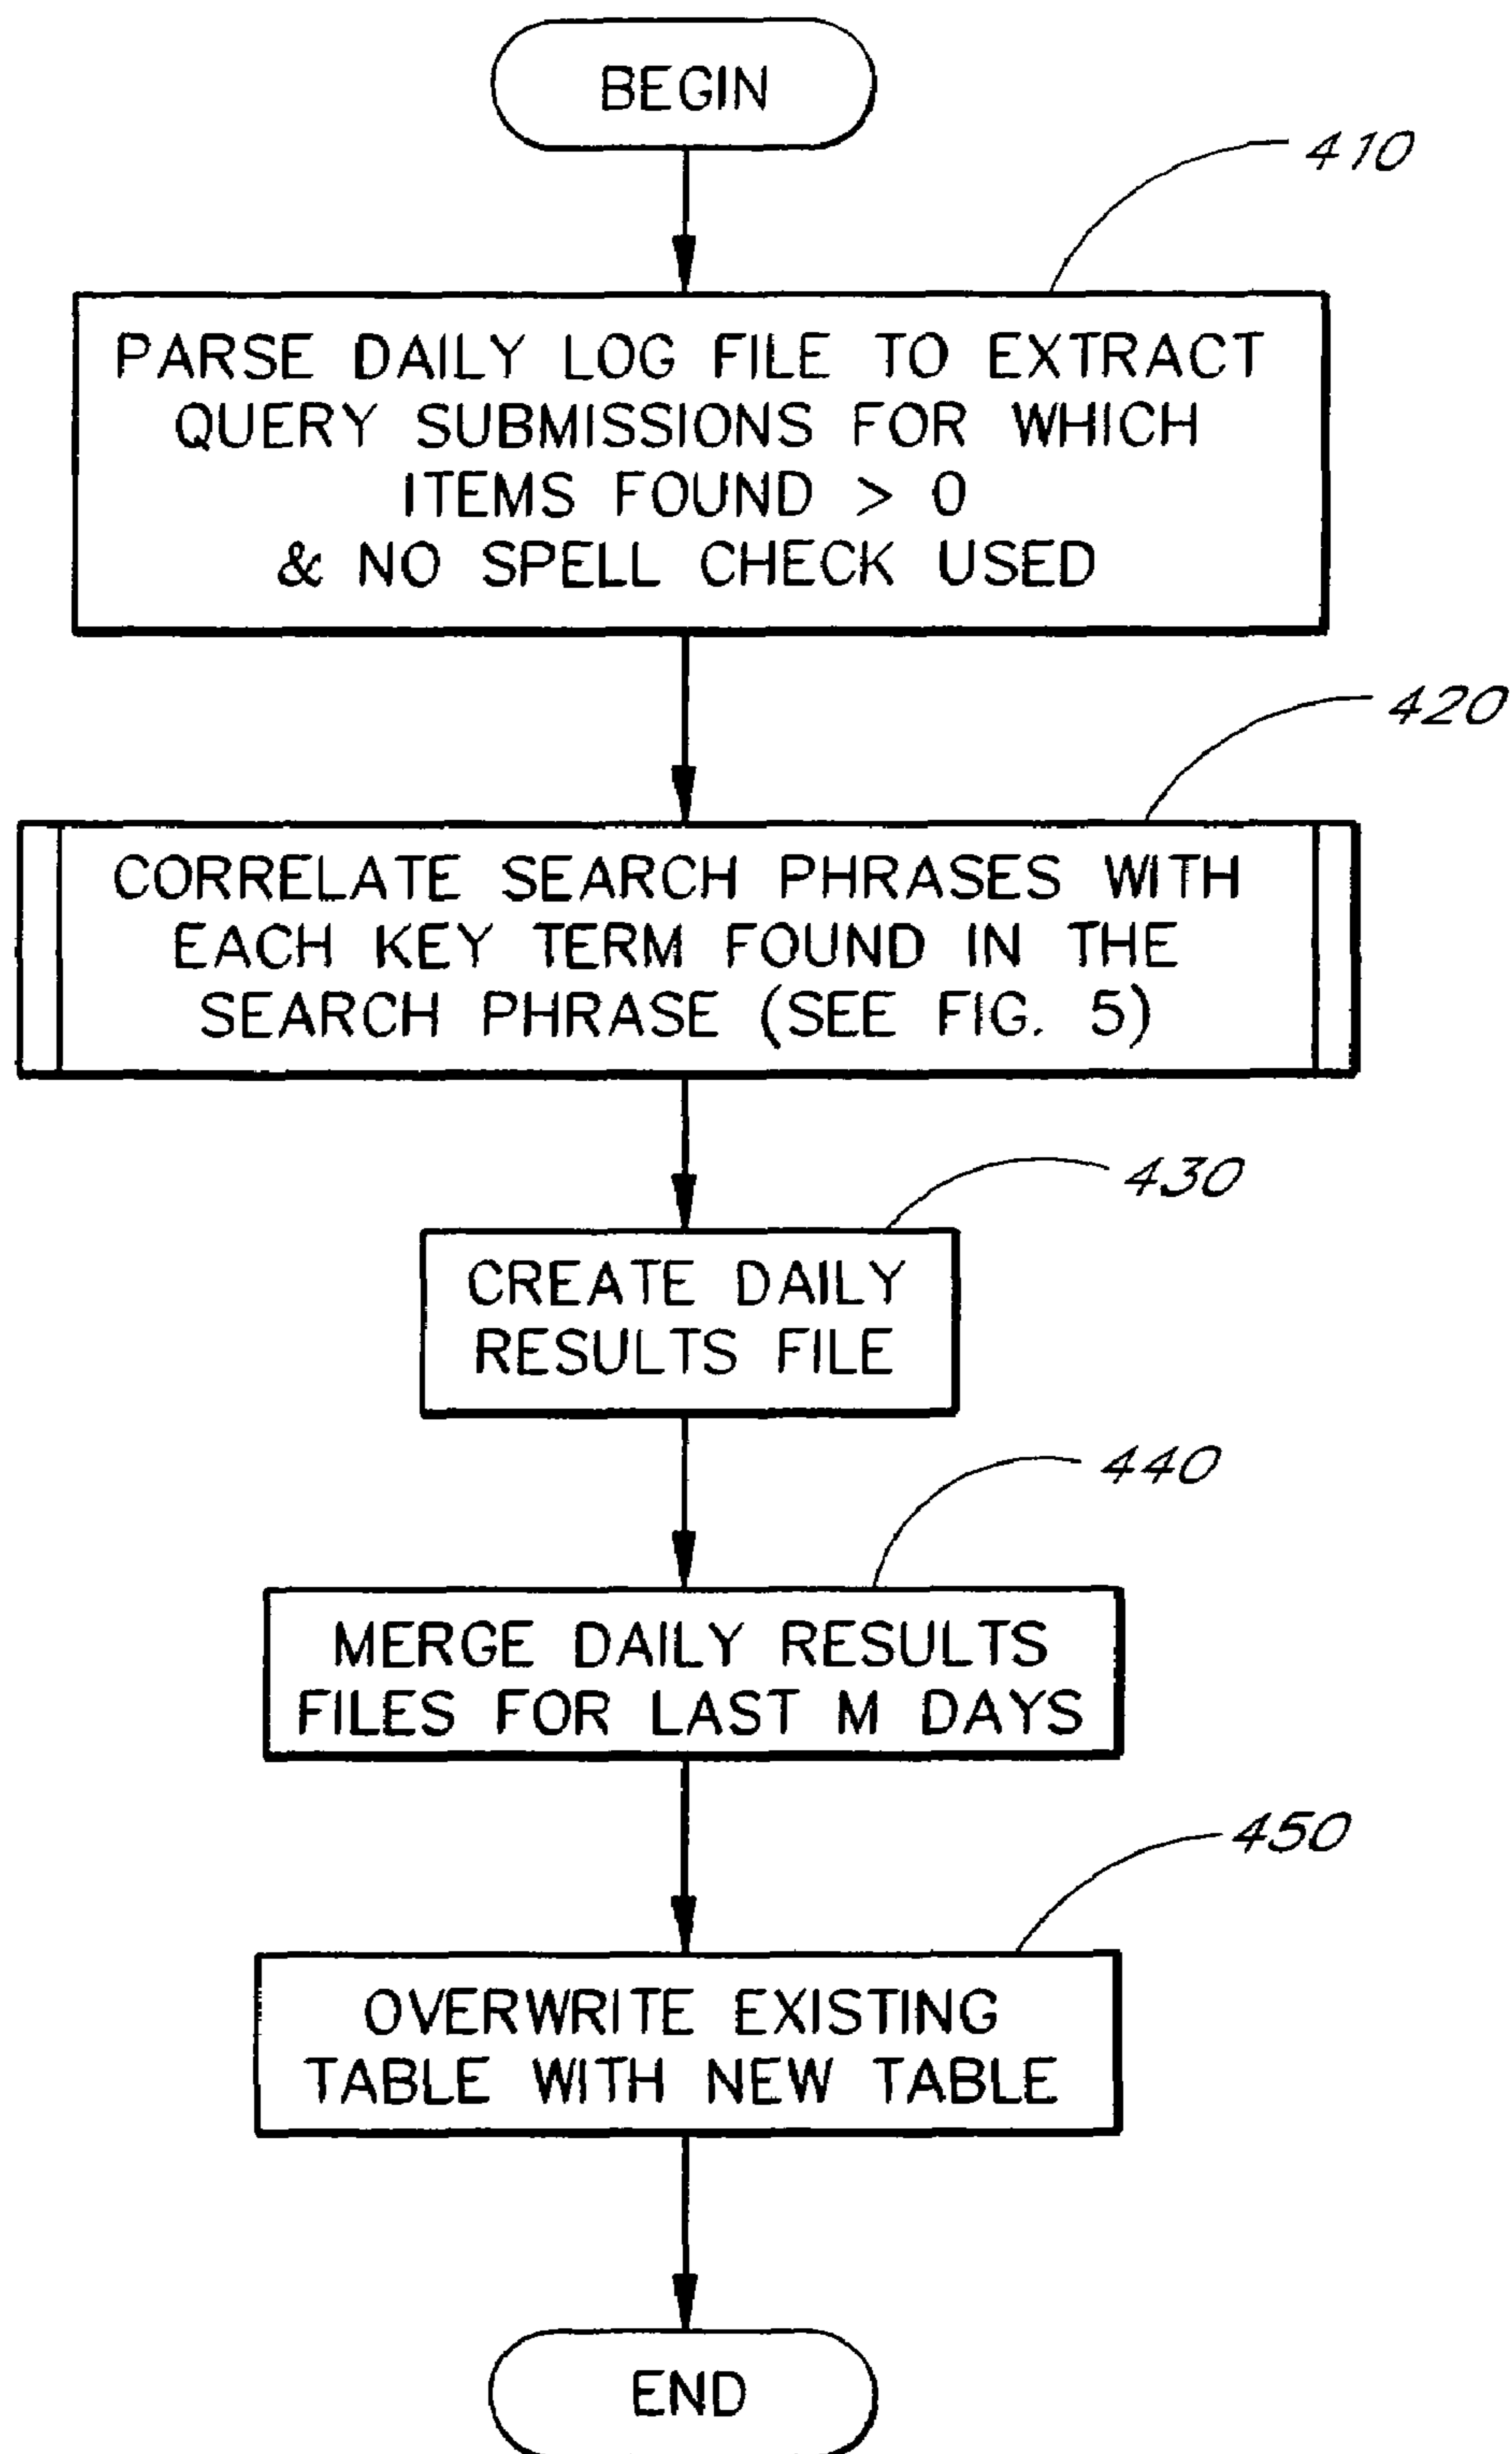 BEGIN
410
PARSE DAILY LOG FILE TO EXTRACT
QUERY SUBMISSIONS FOR WHICH
ITEMS FOUND > 0
& NO SPELL CHECK USED
420
CORRELATE SEARCH PHRASES WITH
EACH KEY TERM FOUND IN THE
SEARCH PHRASE (SEE FIG. 5)
430
CREATE DAILY
RESULTS FILE
440
MERGE DAILY RESULTS
FILES FOR LAST M DAYS
450
OVERWRITE EXISTING
TABLE WITH NEW TABLE
END